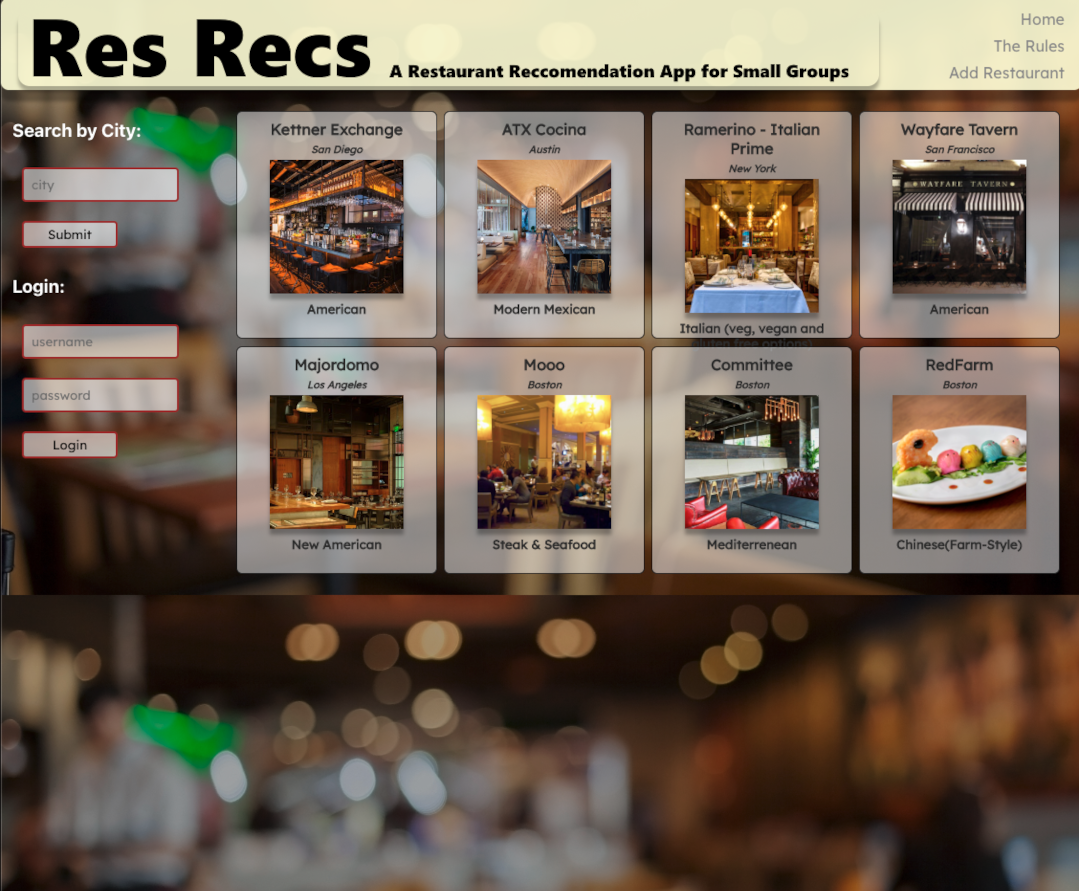 Res Recs
A Restaurant Reccomendation App for Small Groups
Home
The Rules
Add Restaurant
Search by City:
city
Submit
Login:
username
password
Login
Kettner Exchange
San Diego
American
ATX Cocina
Austin
Modern Mexican
Ramerino - Italian
Prime
New York
Italian (veg, vegan and
gluten free options)
Wayfare Tavern
San Francisco
WAYFARE TAVERN
American
Majordomo
Los Angeles
New American
Mooo
Boston
Steak & Seafood
Committee
Boston
Mediterrenean
RedFarm
Boston
Chinese(Farm-Style)